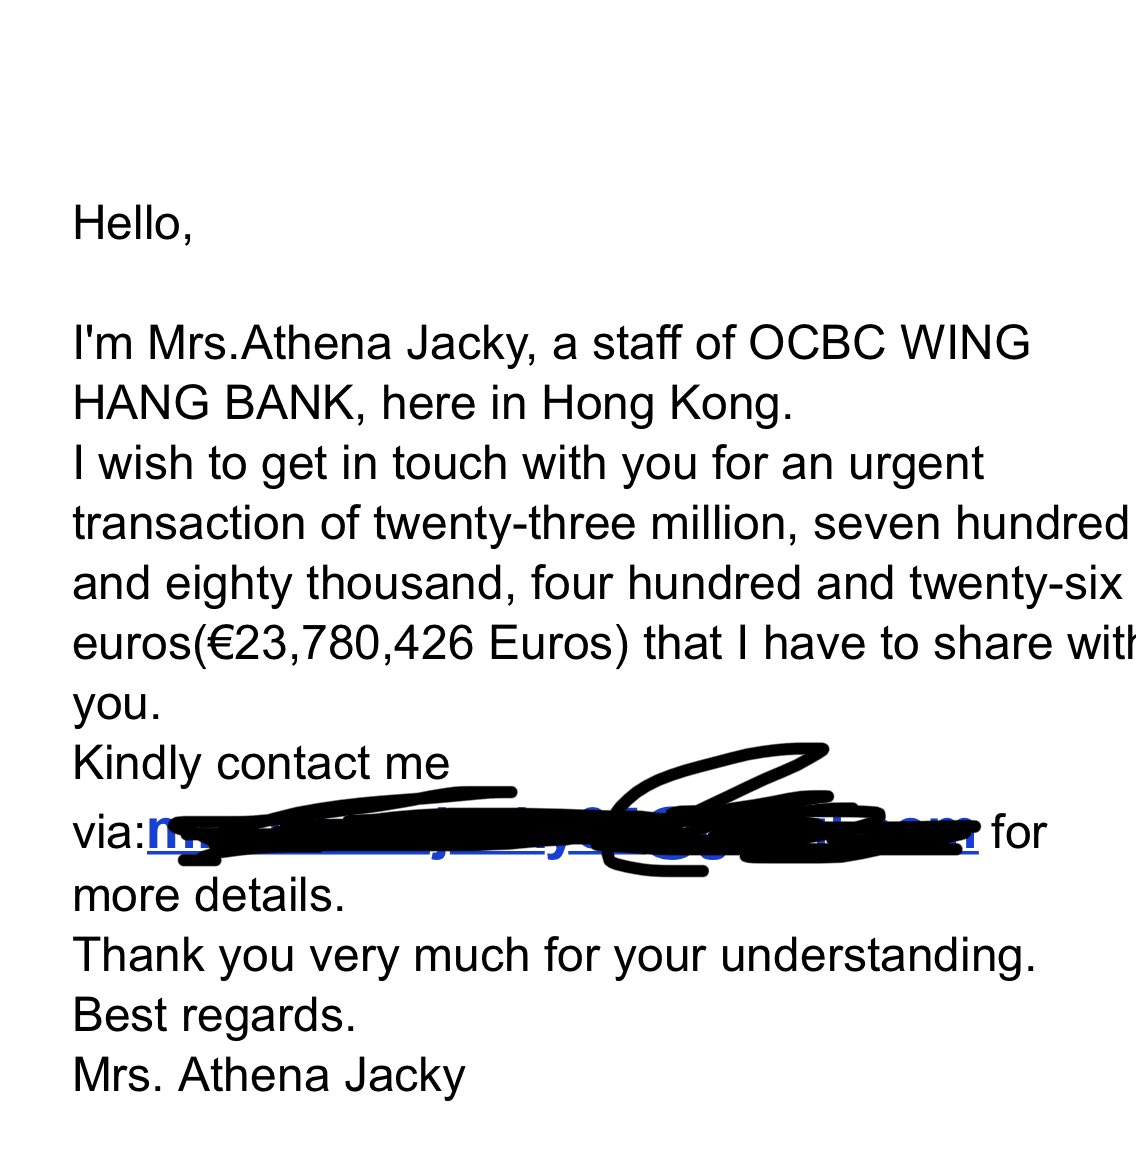 Hello,
I'm Mrs.Athena Jacky, a staff of OCBC WING
HANG BANK, here in Hong Kong.
I wish to get in touch with you for an urgent
transaction of twenty-three million, seven hundred
and eighty thousand, four hundred and twenty-six
euros(€23,780,426 Euros) that I have to share with
you.
Kindly contact me
via: for
more details.
Thank you very much for your understanding.
Best regards.
Mrs. Athena Jacky